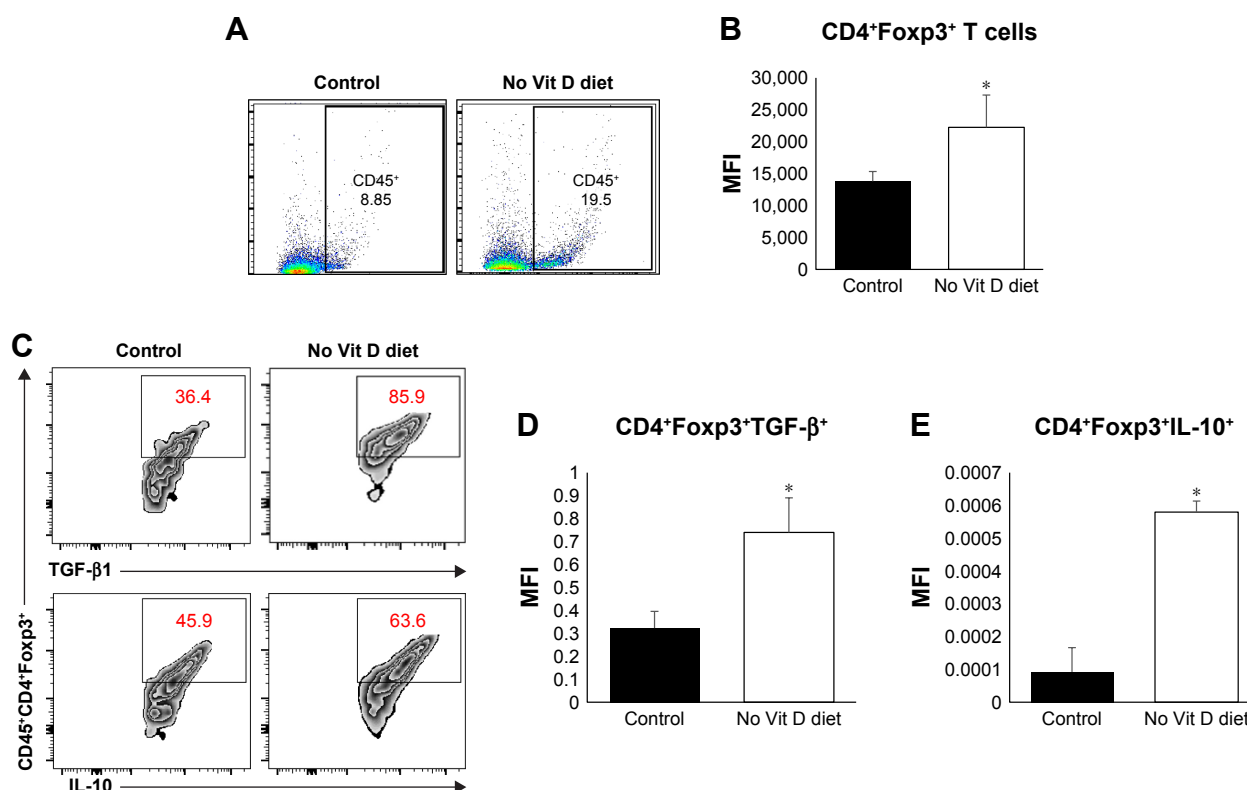 A
Control
No Vit D diet
CD45⁺
8.85
CD45⁺
19.5
B
CD4⁺Foxp3⁺ T cells
MFI
30,000
25,000
20,000
15,000
10,000
5,000
0
*
Control
No Vit D diet
C
Control
No Vit D diet
36.4
85.9
TGF-β1
45.9
63.6
IL-10
CD45⁺CD4⁺Foxp3⁺
D
CD4⁺Foxp3⁺TGF-β⁺
MFI
1
0.9
0.8
0.7
0.6
0.5
0.4
0.3
0.2
0.1
0
*
Control
No Vit D diet
E
CD4⁺Foxp3⁺IL-10⁺
MFI
0.0007
0.0006
0.0005
0.0004
0.0003
0.0002
0.0001
0
*
Control
No Vit D diet